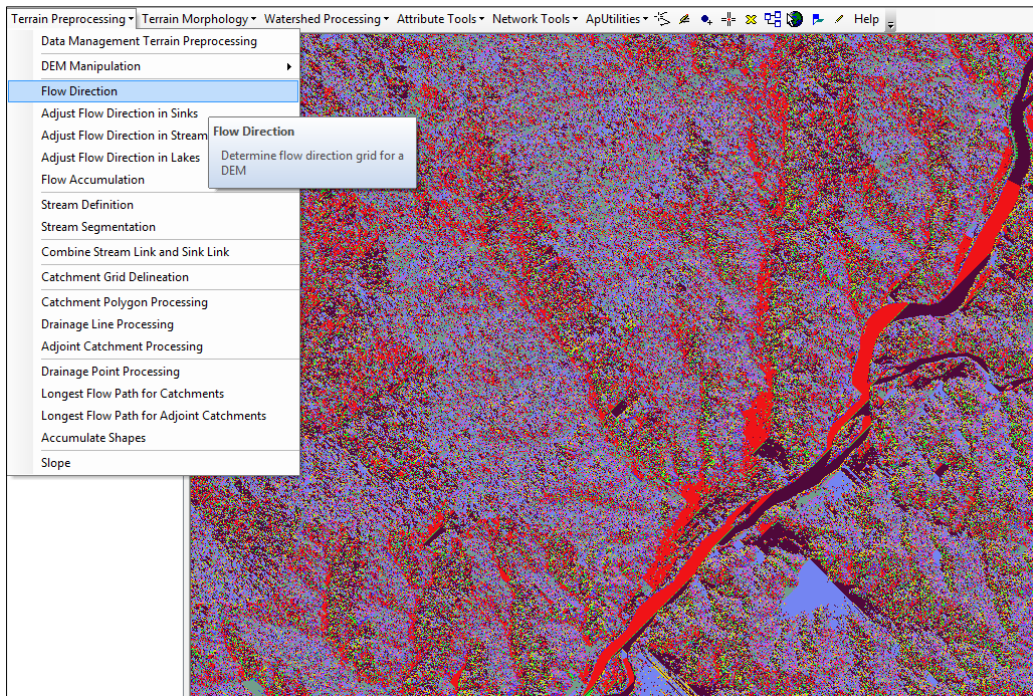 Terrain Preprocessing Terrain Morphology Watershed Processing Attribute Tools Network Tools ApUtilities Help
Data Management Terrain Preprocessing
DEM Manipulation
Flow Direction
Adjust Flow Direction in Sinks
Adjust Flow Direction in Stream
Adjust Flow Direction in Lakes
Flow Accumulation
Stream Definition
Stream Segmentation
Combine Stream Link and Sink Link
Catchment Grid Delineation
Catchment Polygon Processing
Drainage Line Processing
Adjoint Catchment Processing
Drainage Point Processing
Longest Flow Path for Catchments
Longest Flow Path for Adjoint Catchments
Accumulate Shapes
Slope
Flow Direction
Determine flow direction grid for a
DEM